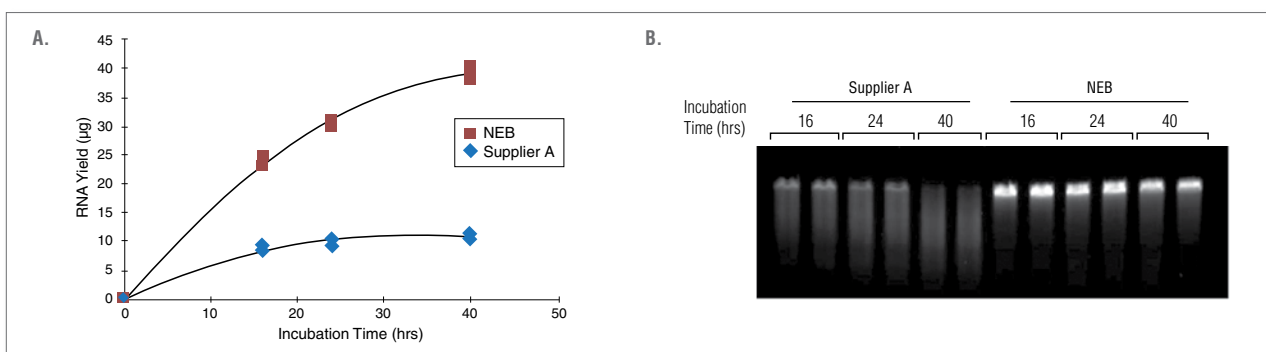 A.
RNA Yield (µg)
45
40
35
30
25
20
15
10
5
0
0 10 20 30 40 50
Incubation Time (hrs)
NEB
Supplier A
B.
Supplier A NEB
Incubation
Time (hrs)
16 24 40 16 24 40